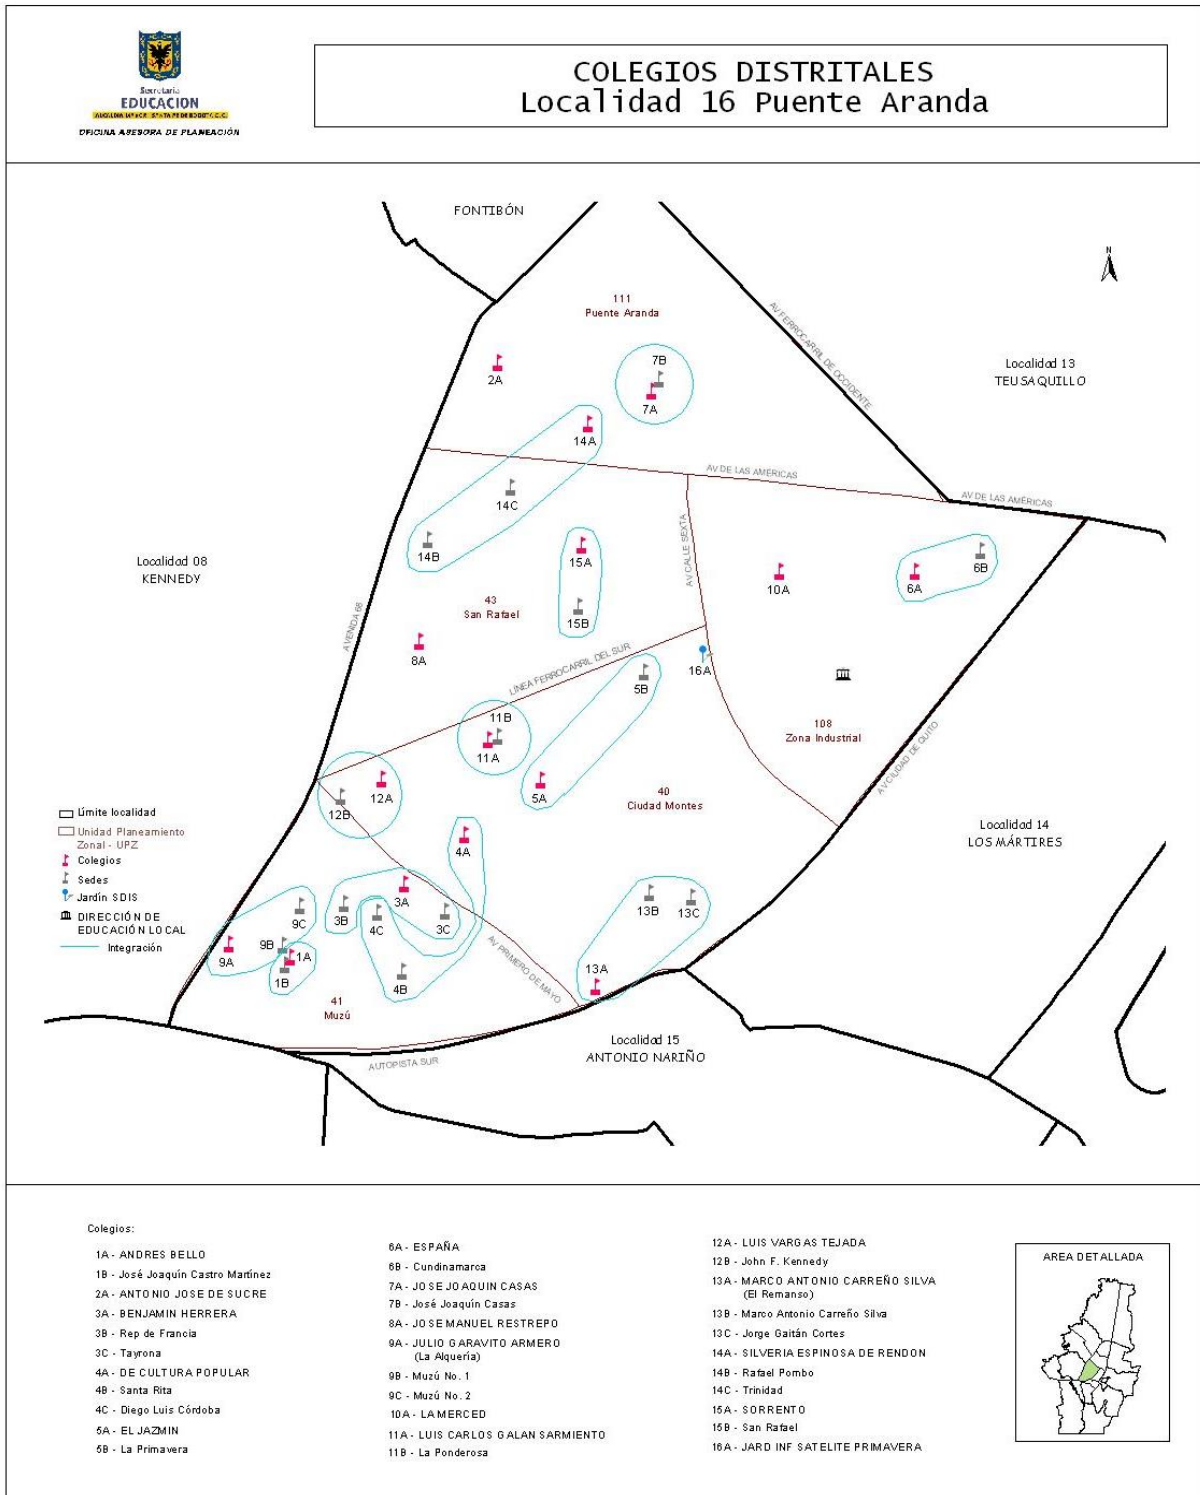 Secretaría
EDUCACION
OFICINA ASESORA DE PLANEACIÓN
COLEGIOS DISTRITALES
Localidad 16 Puente Aranda
FONTIBÓN
N
111
Puente Aranda
AV FERROCARRIL DE OCCIDENTE
Localidad 13
TEUSAQUILLO
2A
7B
7A
14A
AV DE LAS AMÉRICAS
AV DE LAS AMÉRICAS
14C
14B
AV CALLE SEXTA
Localidad 08
KENNEDY
15A
10A
6A
6B
43
San Rafael
15B
AVENIDA 68
8A
LÍNEA FERROCARRIL DEL SUR
5B
16A
11B
11A
108
Zona Industrial
AV CIUDAD DE QUITO
12A
12B
5A
40
Ciudad Montes
Localidad 14
LOS MÁRTIRES
Límite localidad
Unidad Planeamiento
Zonal - UPZ
Colegios
Sedes
Jardín SDIS
DIRECCIÓN DE
EDUCACIÓN LOCAL
Integración
4A
3A
3B
4C
3C
13B
13C
9C
9B
9A
1A
1B
4B
13A
AV PRIMERO DE MAYO
41
Muzú
Localidad 15
ANTONIO NARIÑO
AUTOPISTA SUR
Colegios:
1A - ANDRES BELLO
1B - José Joaquín Castro Martínez
2A - ANTONIO JOSE DE SUCRE
3A - BENJAMIN HERRERA
3B - Rep de Francia
3C - Tayrona
4A - DE CULTURA POPULAR
4B - Santa Rita
4C - Diego Luis Córdoba
5A - EL JAZMIN
5B - La Primavera
6A - ESPAÑA
6B - Cundinamarca
7A - JOSE JOAQUIN CASAS
7B - José Joaquín Casas
8A - JOSE MANUEL RESTREPO
9A - JULIO GARAVITO ARMERO
(La Alquería)
9B - Muzú No. 1
9C - Muzú No. 2
10A - LA MERCED
11A - LUIS CARLOS GALAN SARMIENTO
11B - La Ponderosa
12A - LUIS VARGAS TEJADA
12B - John F. Kennedy
13A - MARCO ANTONIO CARREÑO SILVA
(El Remanso)
13B - Marco Antonio Carreño Silva
13C - Jorge Gaitán Cortes
14A - SILVERIA ESPINOSA DE RENDON
14B - Rafael Pombo
14C - Trinidad
15A - SORRENTO
15B - San Rafael
16A - JARD INF SATELITE PRIMAVERA
AREA DETALLADA